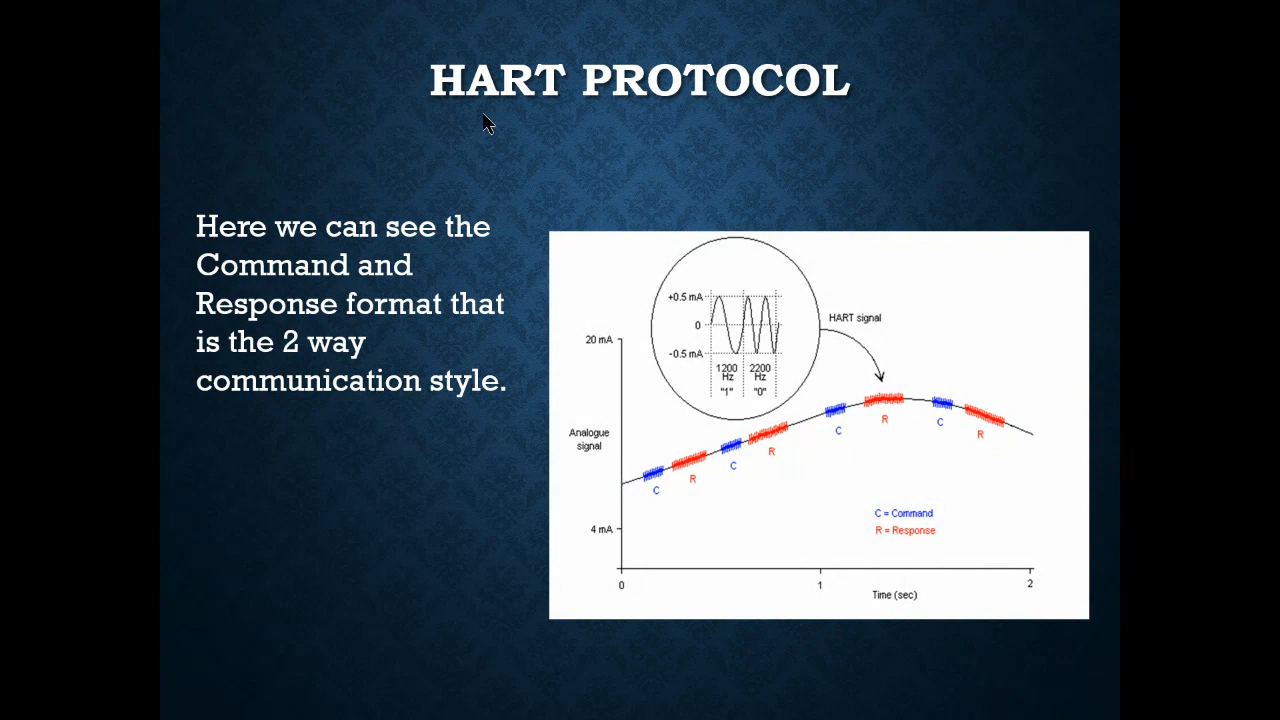 HART PROTOCOL
Here we can see the
Command and
Response format that
is the 2 way
communication style.
+0.5 mA
0
-0.5 mA
1200 2200
Hz Hz
"1" "0"
HART signal
20 mA
Analogue
signal
4 mA
C
R
C
R
C
R
C
R
C = Command
R = Response
0 1 2
Time (sec)